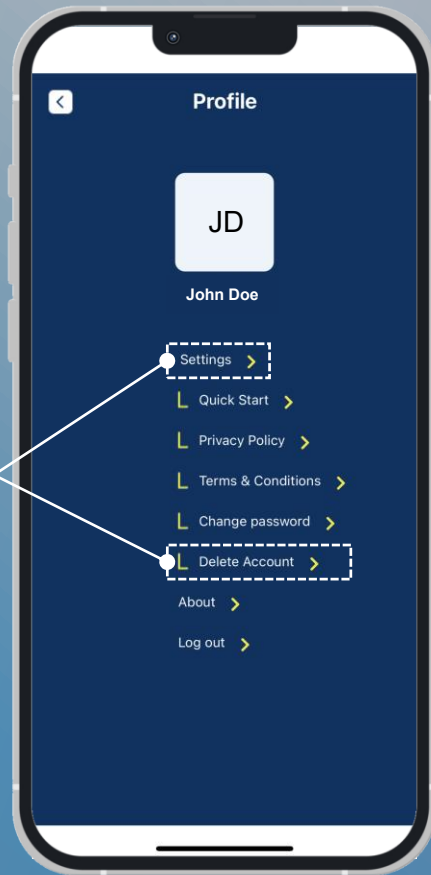 Profile
JD
John Doe
Settings
Quick Start
Privacy Policy
Terms & Conditions
Change password
Delete Account
About
Log out